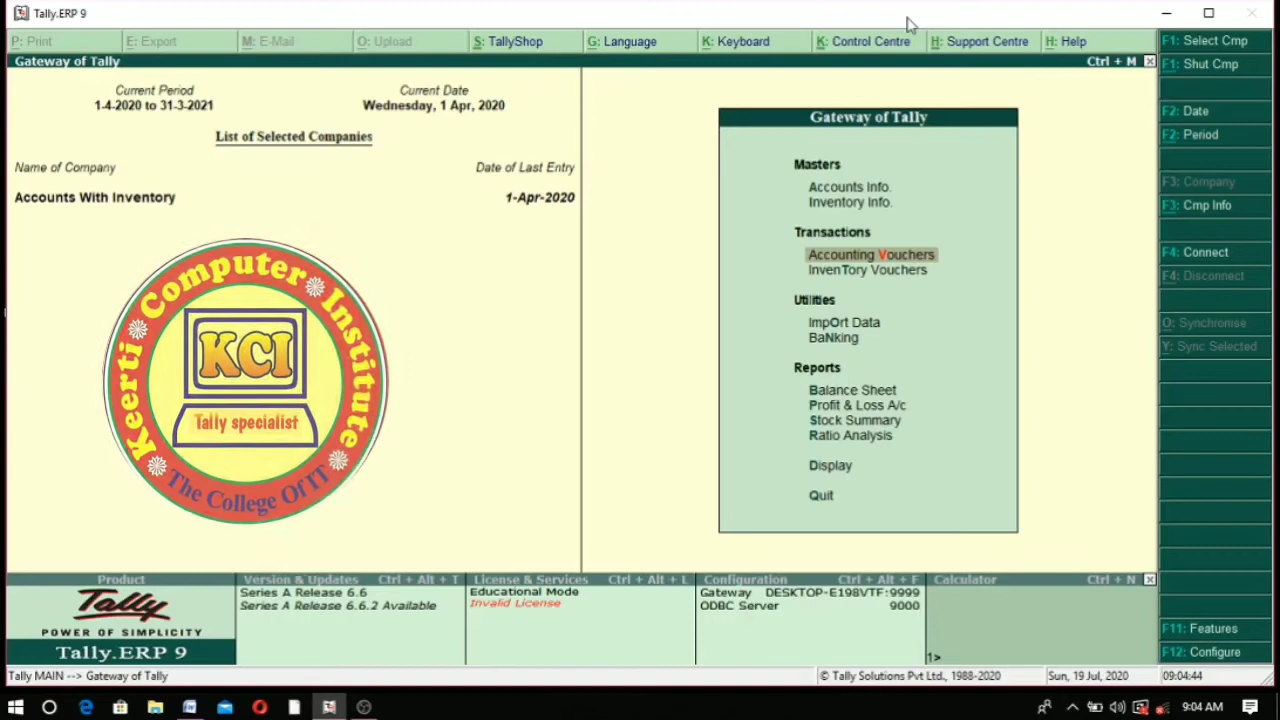 Tally.ERP 9
P: Print
E: Export
M: E-Mail
O: Upload
S: TallyShop
G: Language
K: Keyboard
K: Control Centre
H: Support Centre
H: Help
Gateway of Tally
Ctrl + M
Current Period
1-4-2020 to 31-3-2021
Current Date
Wednesday, 1 Apr, 2020
List of Selected Companies
Name of Company
Date of Last Entry
Accounts With Inventory
1-Apr-2020
Keerti Computer Institute
KCI
Tally specialist
The College Of IT
Gateway of Tally
Masters
Accounts Info.
Inventory Info.
Transactions
Accounting Vouchers
InvenTory Vouchers
Utilities
ImpOrt Data
BaNking
Reports
Balance Sheet
Profit & Loss A/c
Stock Summary
Ratio Analysis
Display
Quit
F1: Select Cmp
F1: Shut Cmp
F2: Date
F2: Period
F3: Company
F3: Cmp Info
F4: Connect
F4: Disconnect
O: Synchronise
Y: Sync Selected
F11: Features
F12: Configure
Product
Tally
POWER OF SIMPLICITY
Tally.ERP 9
Version & Updates Ctrl + Alt + T
Series A Release 6.6
Series A Release 6.6.2 Available
License & Services Ctrl + Alt + L
Educational Mode
Invalid License
Configuration Ctrl + Alt + F
Gateway DESKTOP-E198VTF:9999
ODBC Server 9000
Calculator Ctrl + N
1>
Tally MAIN --> Gateway of Tally
© Tally Solutions Pvt Ltd., 1988-2020
Sun, 19 Jul, 2020
09:04:44
9:04 AM